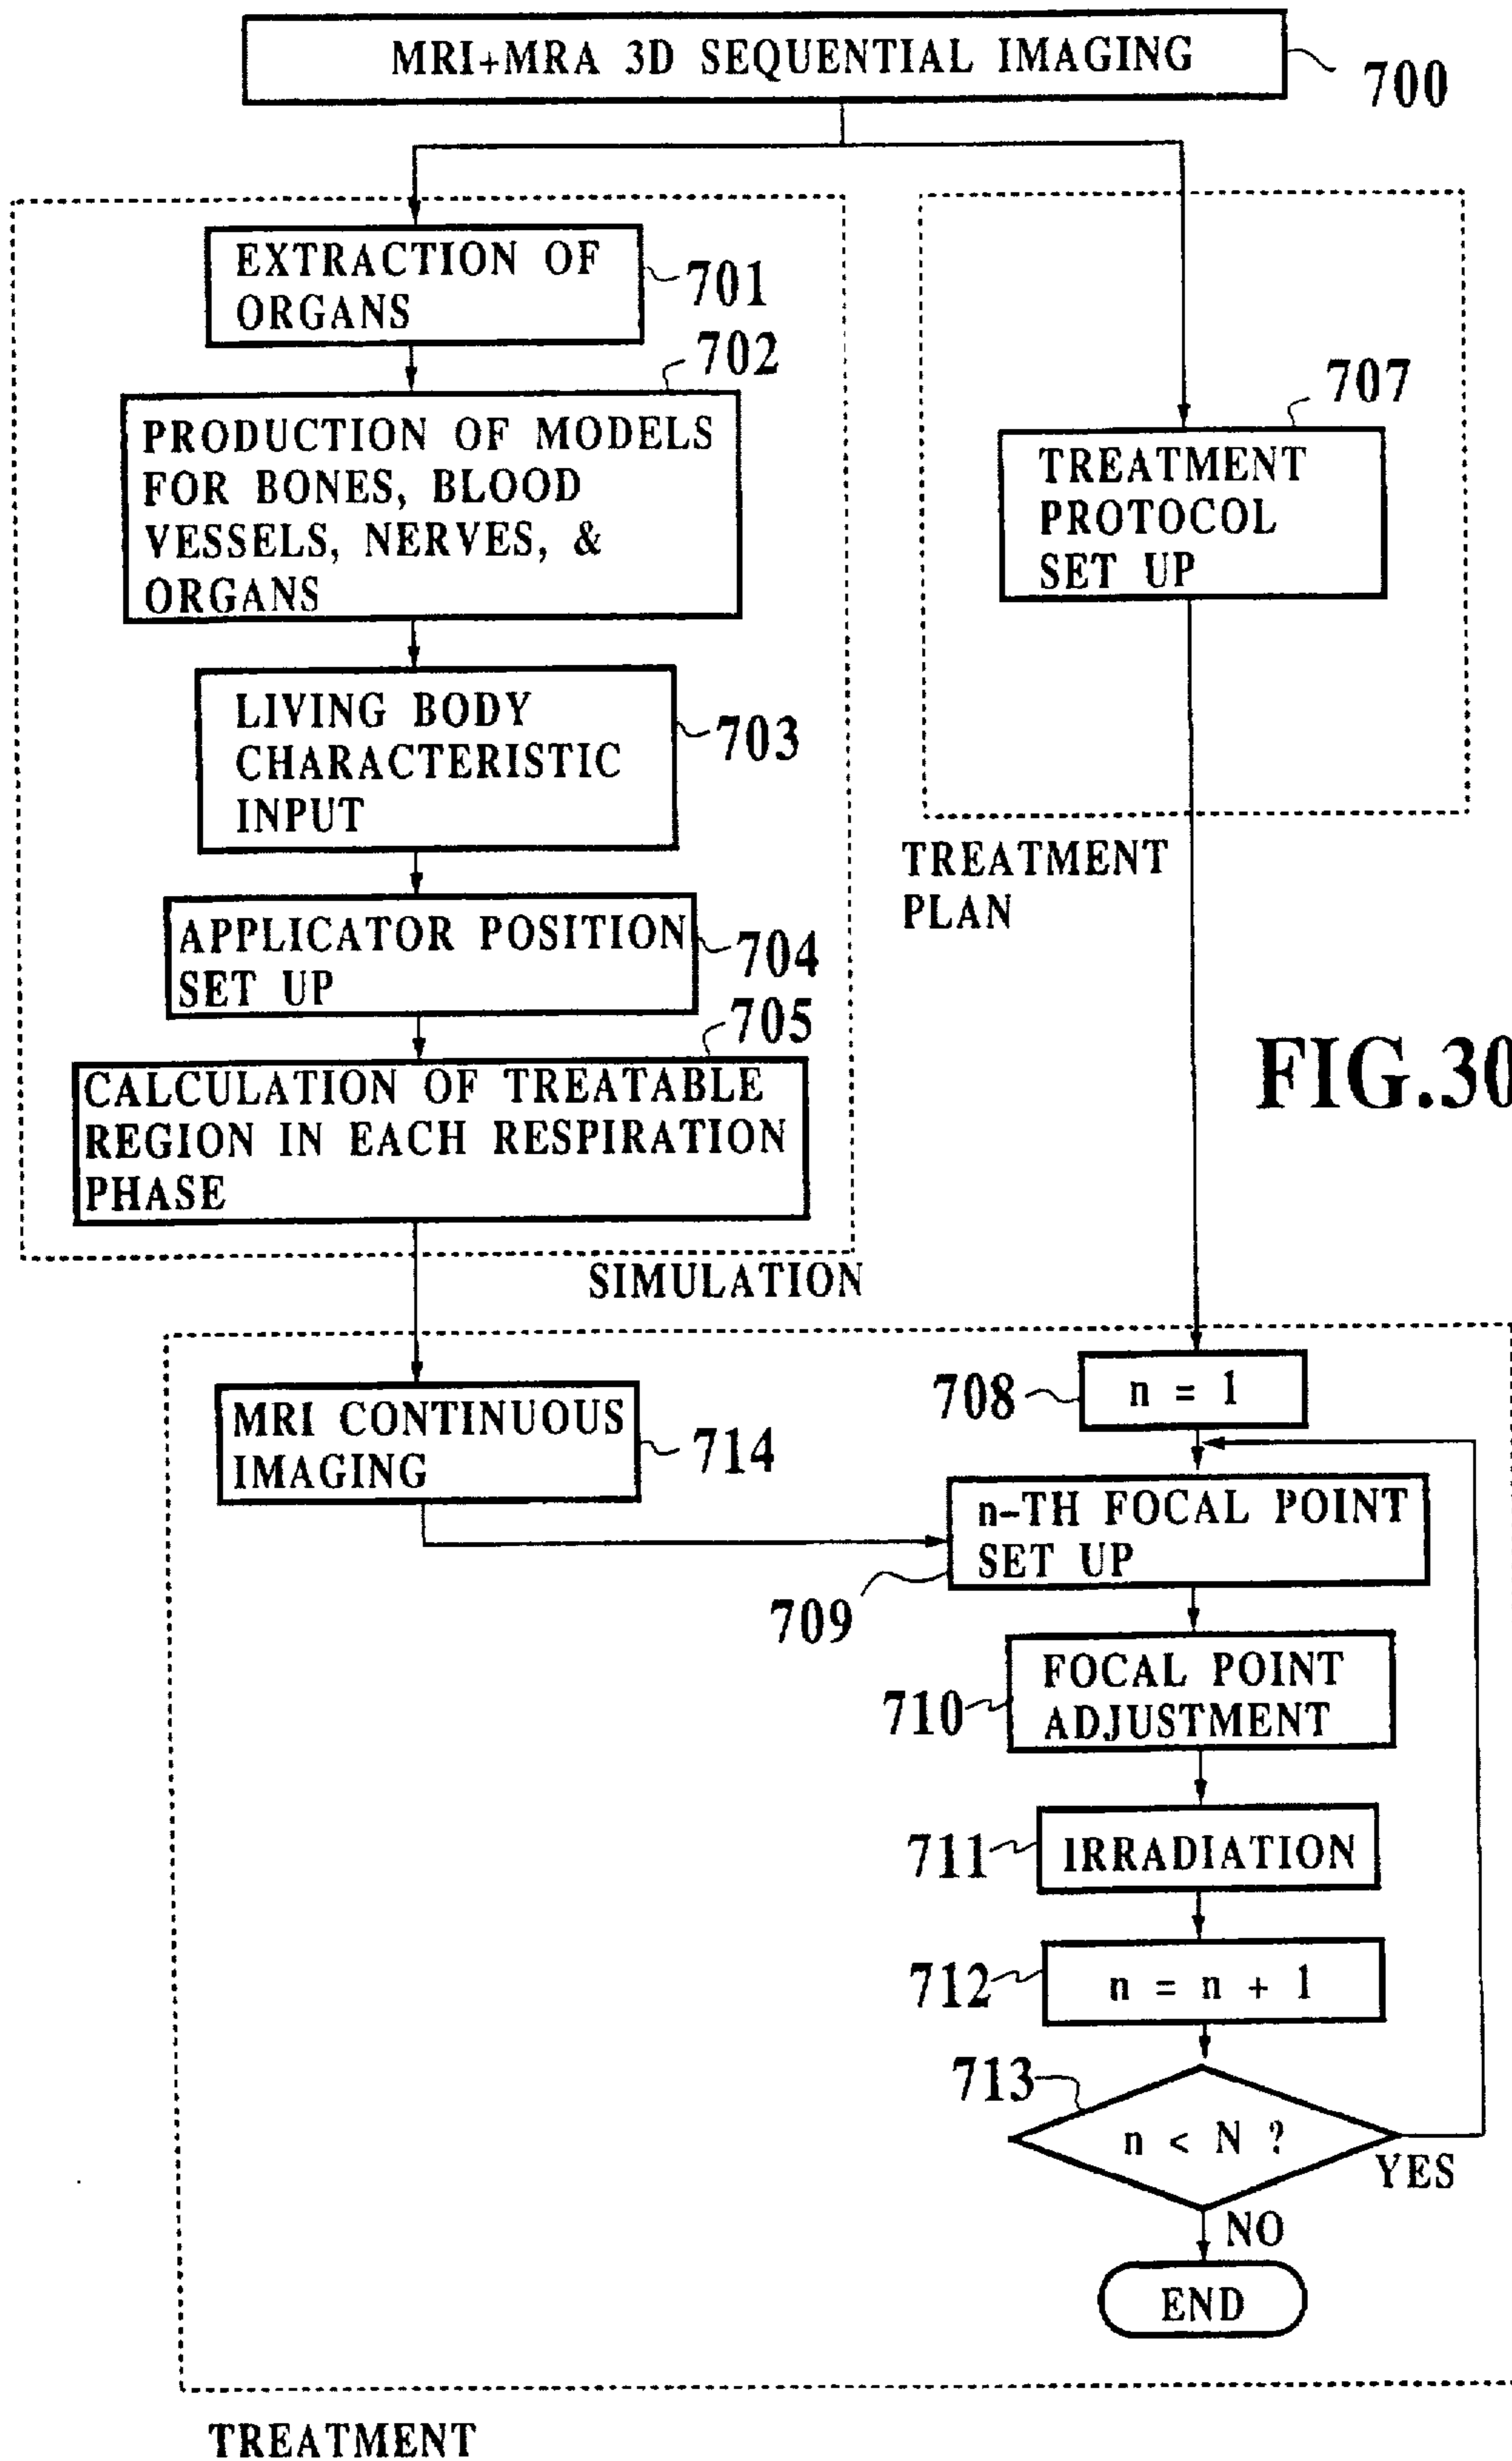 MRI+MRA 3D SEQUENTIAL IMAGING
700
EXTRACTION OF
ORGANS
701
702
PRODUCTION OF MODELS
FOR BONES, BLOOD
VESSELS, NERVES, &
ORGANS
LIVING BODY
CHARACTERISTIC
INPUT
703
APPLICATOR POSITION
SET UP
704
705
CALCULATION OF TREATABLE
REGION IN EACH RESPIRATION
PHASE
SIMULATION
707
TREATMENT
PROTOCOL
SET UP
TREATMENT
PLAN
FIG.30
MRI CONTINUOUS
IMAGING
714
708
n = 1
n-TH FOCAL POINT
SET UP
709
FOCAL POINT
ADJUSTMENT
710
711
IRRADIATION
712
n = n + 1
713
n < N ?
YES
NO
END
TREATMENT